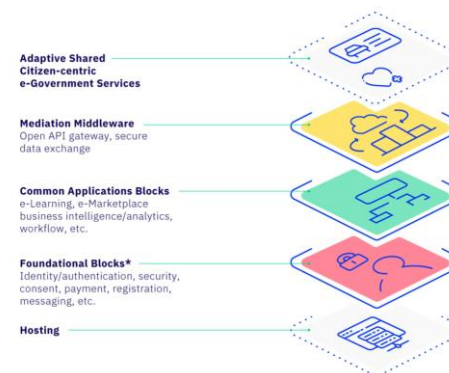 Adaptive Shared
Citizen-centric
e-Government Services
Mediation Middleware
Open API gateway, secure
data exchange
Common Applications Blocks
e-Learning, e-Marketplace
business intelligence/analytics,
workflow, etc.
Foundational Blocks*
Identity/authentication, security,
consent, payment, registration,
messaging, etc.
Hosting